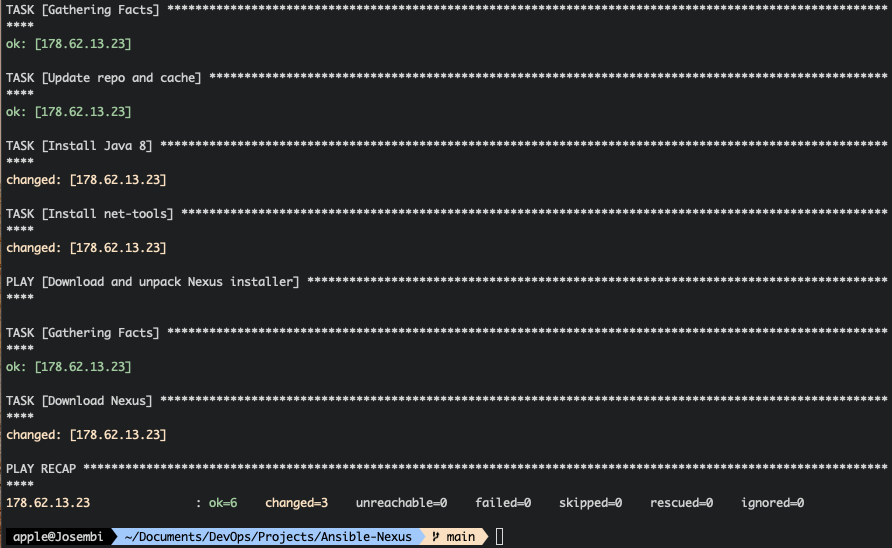 TASK [Gathering Facts] *******************************************************************************************************
****
ok: [178.62.13.23]
TASK [Update repo and cache] *************************************************************************************************
****
ok: [178.62.13.23]
TASK [Install Java 8] ********************************************************************************************************
****
changed: [178.62.13.23]
TASK [Install net-tools] *****************************************************************************************************
****
changed: [178.62.13.23]
PLAY [Download and unpack Nexus installer] ***********************************************************************************
****
TASK [Gathering Facts] *******************************************************************************************************
****
ok: [178.62.13.23]
TASK [Download Nexus] ********************************************************************************************************
****
changed: [178.62.13.23]
PLAY RECAP *******************************************************************************************************************
****
178.62.13.23               : ok=6    changed=3    unreachable=0    failed=0    skipped=0    rescued=0    ignored=0
apple@Josembi ~/Documents/DevOps/Projects/Ansible-Nexus main